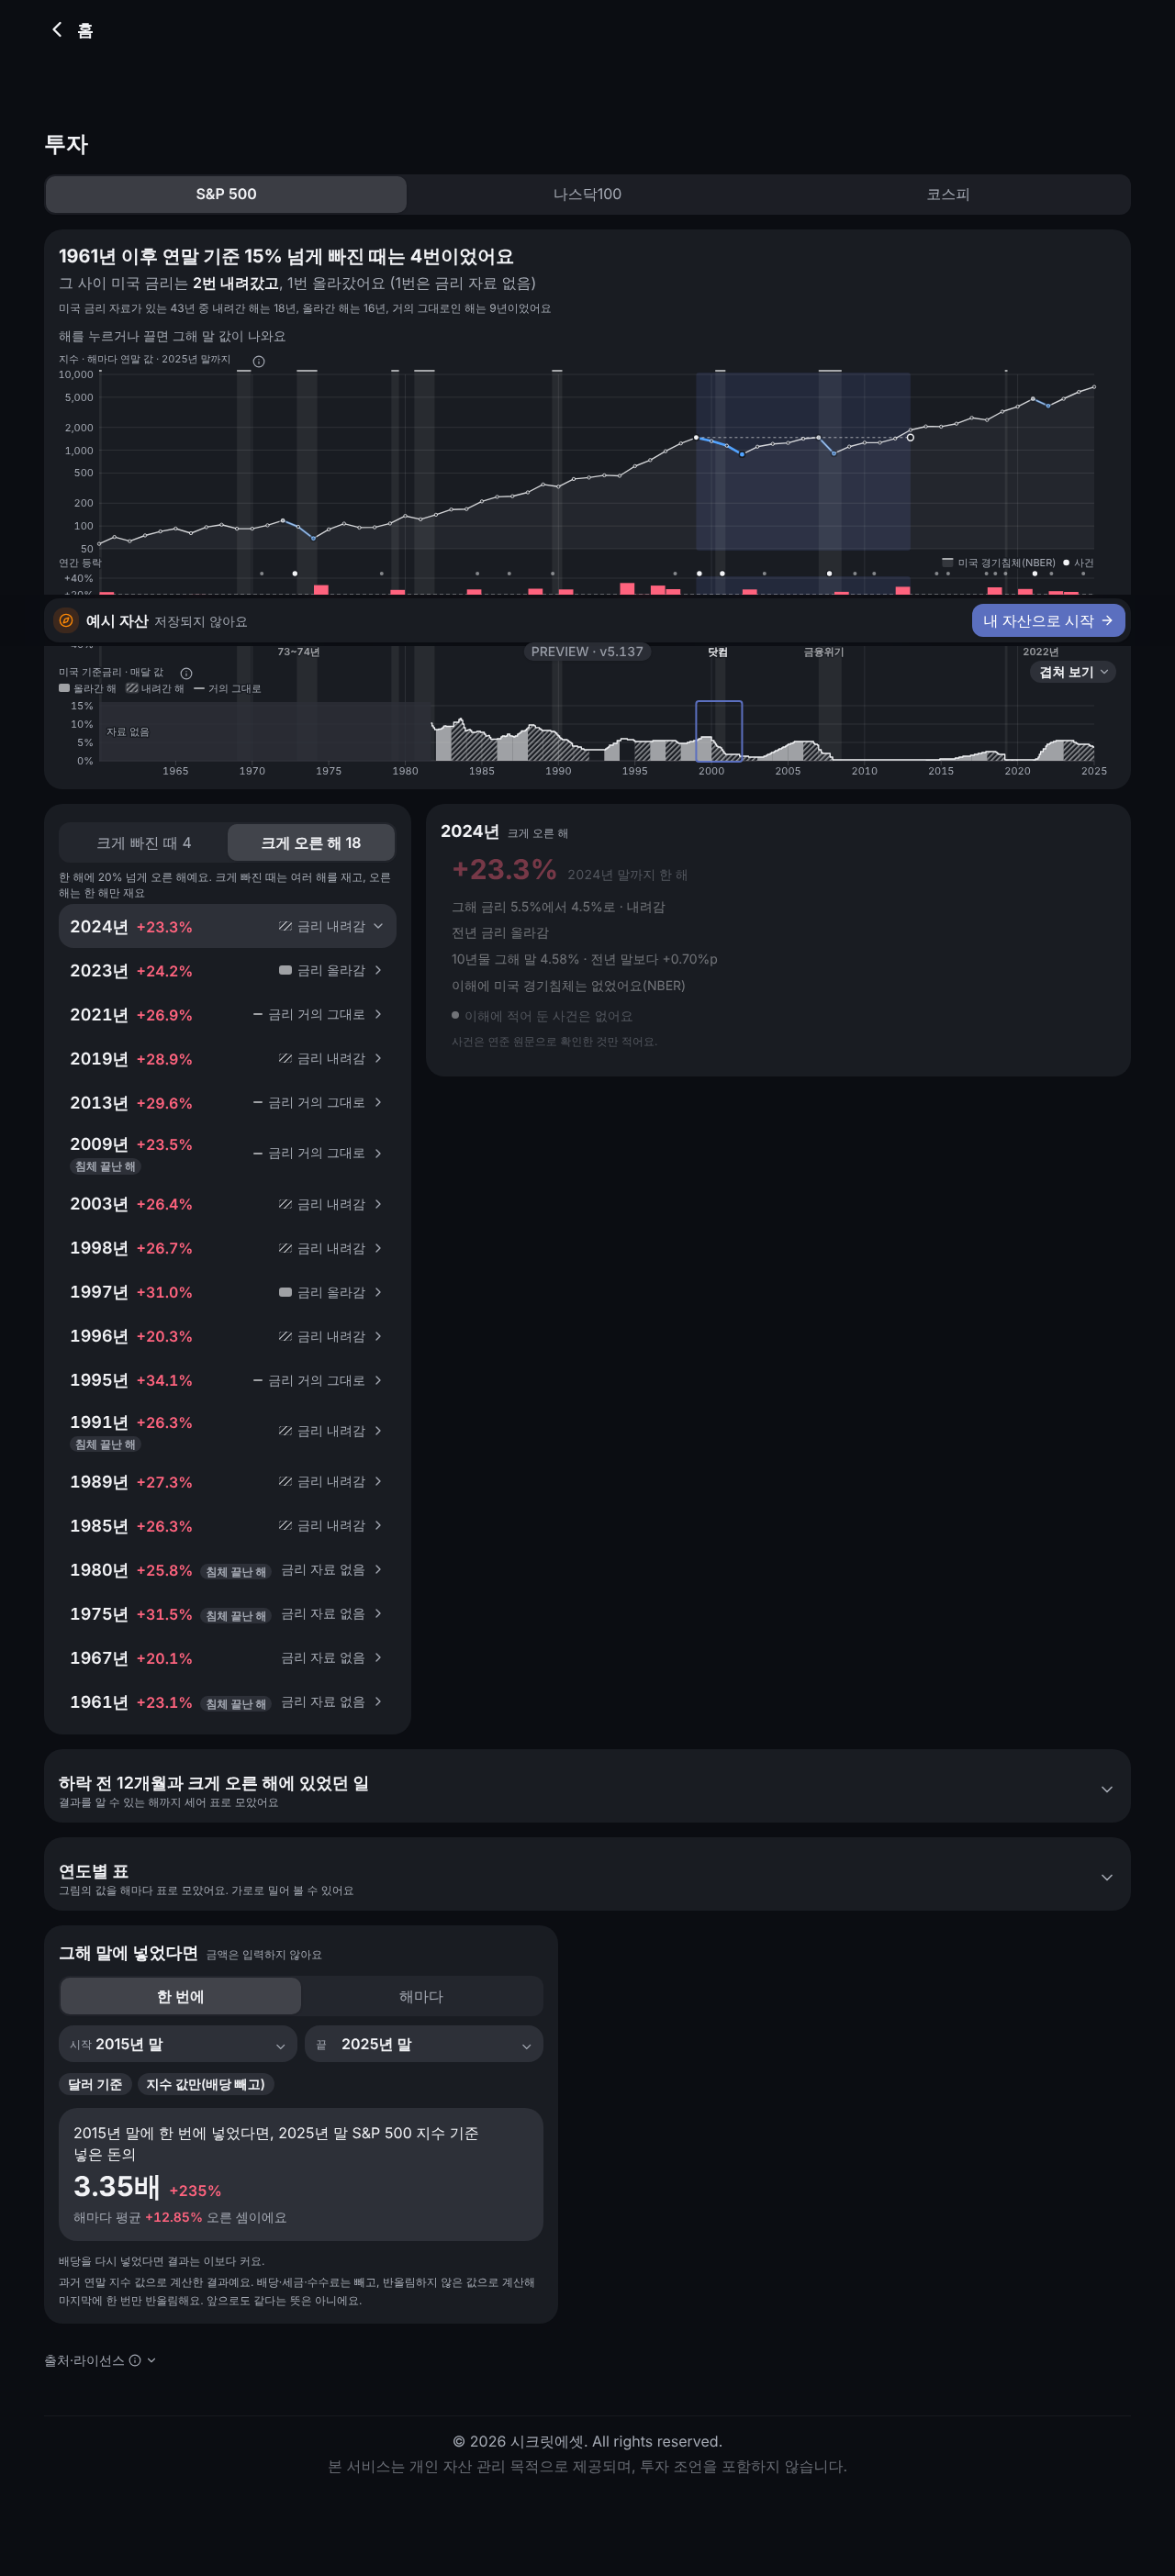 홈
투자
S&P 500
나스닥100
코스피
1961년 이후 연말 기준 15% 넘게 빠진 때는 4번이었어요
그 사이 미국 금리는 2번 내려갔고, 1번 올라갔어요 (1번은 금리 자료 없음)
미국 금리 자료가 있는 43년 중 내려간 해는 18년, 올라간 해는 16년, 거의 그대로인 해는 9년이었어요
해를 누르거나 끌면 그해 말 값이 나와요
지수 · 해마다 연말 값 · 2025년 말까지
10,000
5,000
2,000
1,000
500
200
100
50
연간 등락
미국 경기침체(NBER)
사건
+40%
예시 자산 저장되지 않아요
내 자산으로 시작
73~74년
PREVIEW · v5.137
닷컴
금융위기
2022년
미국 기준금리 · 매달 값
겹쳐 보기
올라간 해
내려간 해
거의 그대로
15%
10%
5%
0%
자료 없음
1965 1970 1975 1980 1985 1990 1995 2000 2005 2010 2015 2020 2025
크게 빠진 때 4
크게 오른 해 18
한 해에 20% 넘게 오른 해예요. 크게 빠진 때는 여러 해를 재고, 오른
해는 한 해만 재요
2024년 +23.3% 금리 내려감
2023년 +24.2% 금리 올라감
2021년 +26.9% 금리 거의 그대로
2019년 +28.9% 금리 내려감
2013년 +29.6% 금리 거의 그대로
2009년 +23.5% 금리 거의 그대로
침체 끝난 해
2003년 +26.4% 금리 내려감
1998년 +26.7% 금리 내려감
1997년 +31.0% 금리 올라감
1996년 +20.3% 금리 내려감
1995년 +34.1% 금리 거의 그대로
1991년 +26.3% 금리 내려감
침체 끝난 해
1989년 +27.3% 금리 내려감
1985년 +26.3% 금리 내려감
1980년 +25.8% 침체 끝난 해 금리 자료 없음
1975년 +31.5% 침체 끝난 해 금리 자료 없음
1967년 +20.1% 금리 자료 없음
1961년 +23.1% 침체 끝난 해 금리 자료 없음
2024년 크게 오른 해
+23.3% 2024년 말까지 한 해
그해 금리 5.5%에서 4.5%로 · 내려감
전년 금리 올라감
10년물 그해 말 4.58% · 전년 말보다 +0.70%p
이해에 미국 경기침체는 없었어요(NBER)
이해에 적어 둔 사건은 없어요
사건은 연준 원문으로 확인한 것만 적어요.
하락 전 12개월과 크게 오른 해에 있었던 일
결과를 알 수 있는 해까지 세어 표로 모았어요
연도별 표
그림의 값을 해마다 표로 모았어요. 가로로 밀어 볼 수 있어요
그해 말에 넣었다면 금액은 입력하지 않아요
한 번에
해마다
시작 2015년 말
끝 2025년 말
달러 기준
지수 값만(배당 빼고)
2015년 말에 한 번에 넣었다면, 2025년 말 S&P 500 지수 기준
넣은 돈의
3.35배 +235%
해마다 평균 +12.85% 오른 셈이에요
배당을 다시 넣었다면 결과는 이보다 커요.
과거 연말 지수 값으로 계산한 결과예요. 배당·세금·수수료는 빼고, 반올림하지 않은 값으로 계산해
마지막에 한 번만 반올림해요. 앞으로도 같다는 뜻은 아니에요.
출처·라이선스
© 2026 시크릿에셋. All rights reserved.
본 서비스는 개인 자산 관리 목적으로 제공되며, 투자 조언을 포함하지 않습니다.